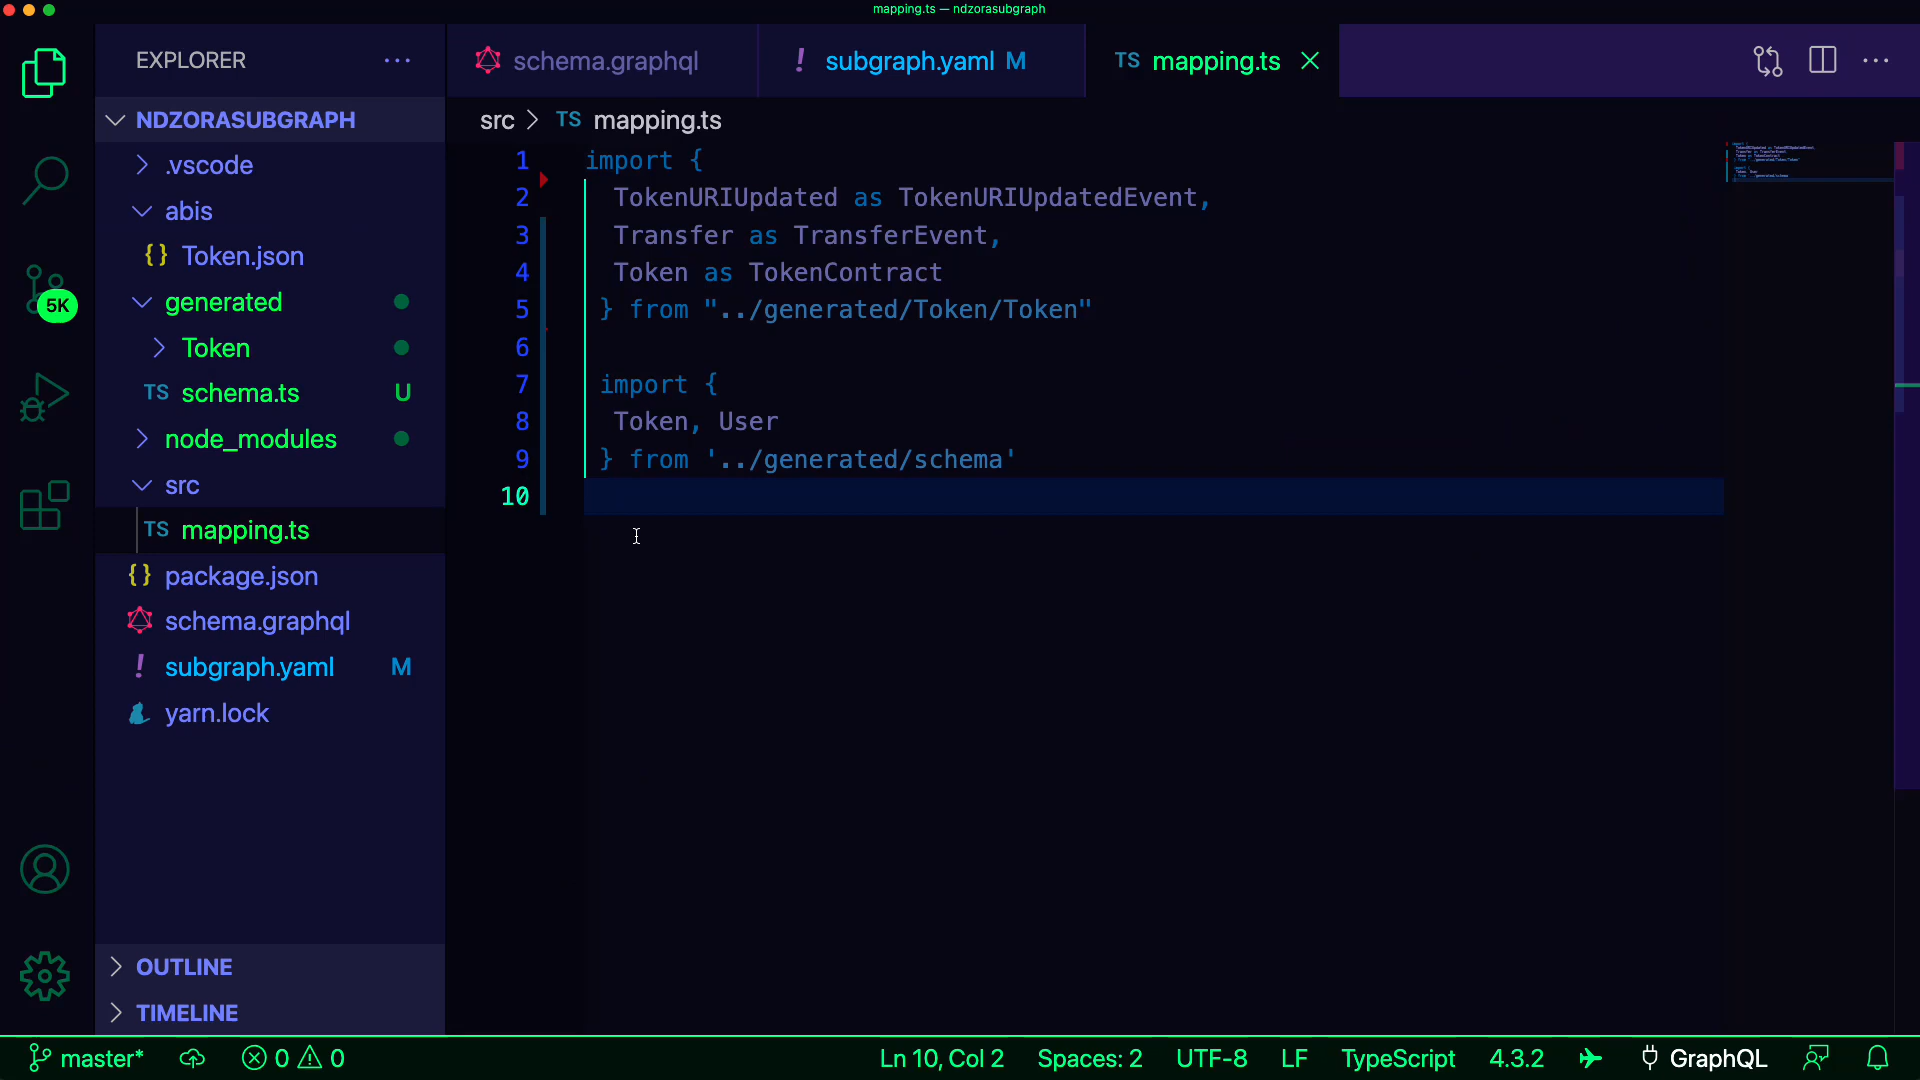 mapping.ts — ndzorasubgraph
EXPLORER
schema.graphql
subgraph.yaml M
TS mapping.ts
NDZORASUBGRAPH
.vscode
abis
Token.json
generated
Token
TS schema.ts U
node_modules
src
TS mapping.ts
package.json
schema.graphql
subgraph.yaml M
yarn.lock
OUTLINE
TIMELINE
5K
src > TS mapping.ts
1 import {
2 TokenURIUpdated as TokenURIUpdatedEvent,
3 Transfer as TransferEvent,
4 Token as TokenContract
5 } from "../generated/Token/Token"
6
7 import {
8 Token, User
9 } from '../generated/schema'
10
master* 0 0 Ln 10, Col 2 Spaces: 2 UTF-8 LF TypeScript 4.3.2 GraphQL